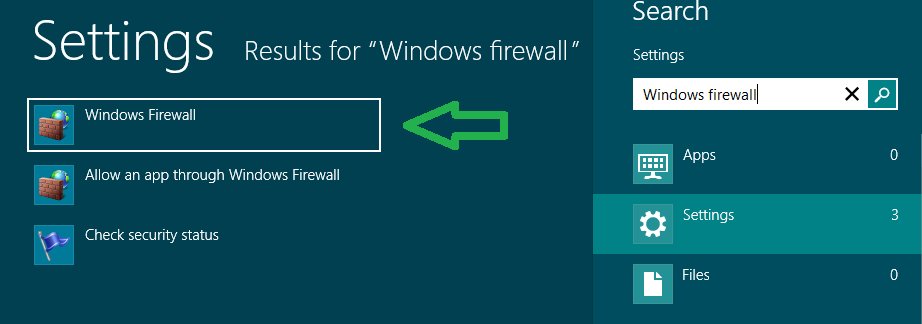 Settings Results for “Windows firewall”
Windows Firewall
Allow an app through Windows Firewall
Check security status
Search
Settings
Windows firewall
Apps 0
Settings 3
Files 0